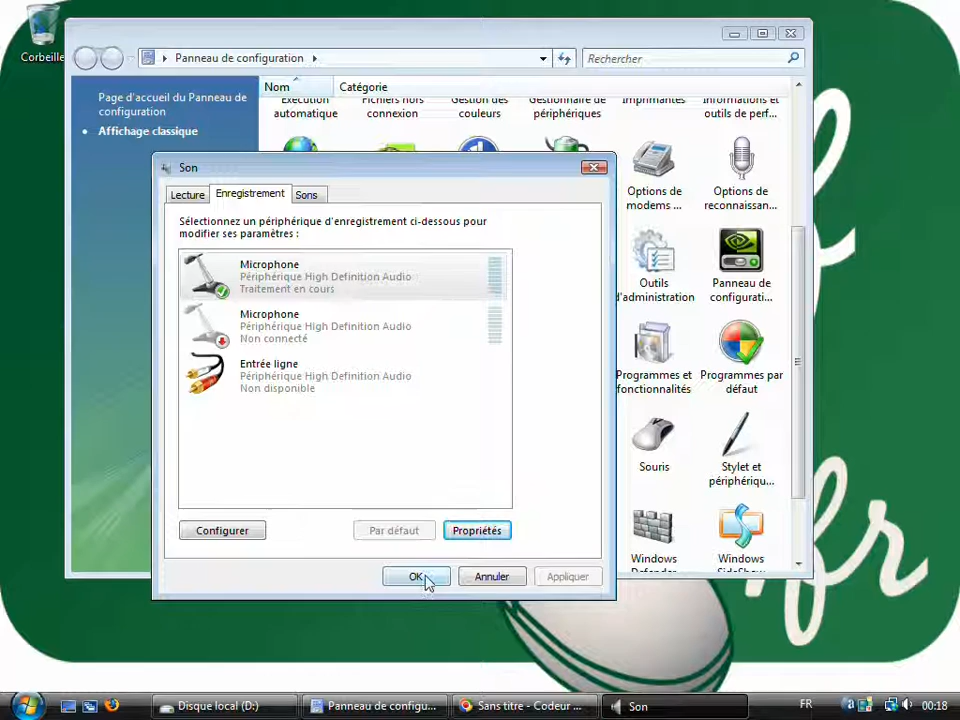 Corbeille
Panneau de configuration
Rechercher
Page d'accueil du Panneau de
configuration
Affichage classique
Nom
Catégorie
Exécution
automatique
Fichiers hors
connexion
Gestion des
couleurs
Gestionnaire de
périphériques
Imprimantes
Informations et
outils de perf...
Options de
modems ...
Options de
reconnaissan...
Outils
d'administration
Panneau de
configurati...
Programmes et
fonctionnalités
Programmes par
défaut
Souris
Stylet et
périphériqu...
Windows
Defender
Windows
SideShow
Son
Lecture
Enregistrement
Sons
Sélectionnez un périphérique d'enregistrement ci-dessous pour
modifier ses paramètres :
Microphone
Périphérique High Definition Audio
Traitement en cours
Microphone
Périphérique High Definition Audio
Non connecté
Entrée ligne
Périphérique High Definition Audio
Non disponible
Configurer
Par défaut
Propriétés
OK
Annuler
Appliquer
fr
Disque local (D:)
Panneau de configu...
Sans titre - Codeur ...
Son
FR
00:18